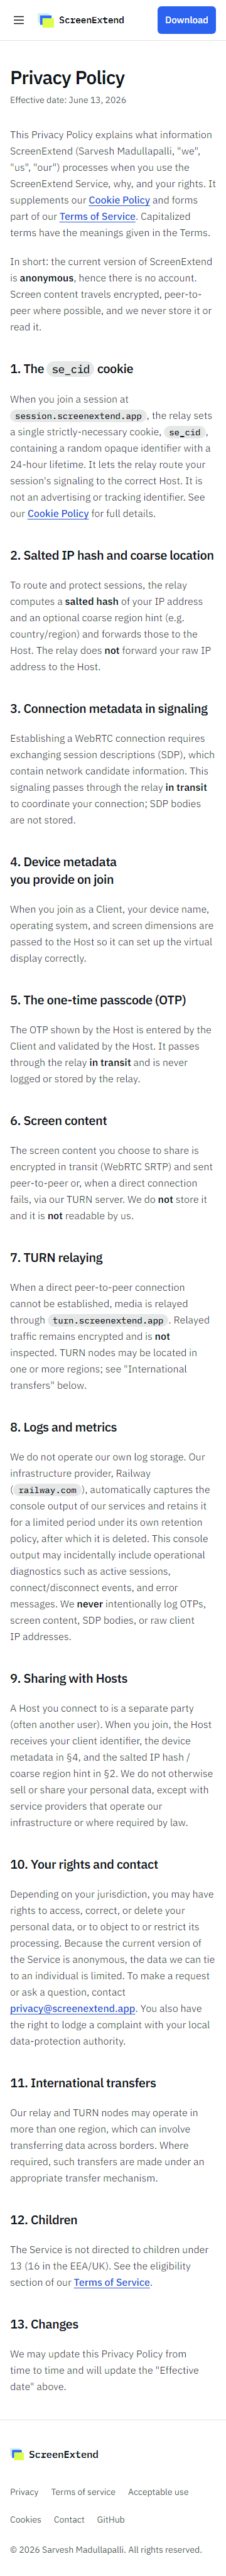 ScreenExtend
Download
Privacy Policy
Effective date: June 13, 2026
This Privacy Policy explains what information
ScreenExtend (Sarvesh Madullapalli, "we",
"us", "our") processes when you use the
ScreenExtend Service, why, and your rights. It
supplements our Cookie Policy and forms
part of our Terms of Service. Capitalized
terms have the meanings given in the Terms.
In short: the current version of ScreenExtend
is anonymous, hence there is no account.
Screen content travels encrypted, peer-to-
peer where possible, and we never store it or
read it.
1. The se_cid cookie
When you join a session at
session.screenextend.app, the relay sets
a single strictly-necessary cookie, se_cid,
containing a random opaque identifier with a
24-hour lifetime. It lets the relay route your
session's signaling to the correct Host. It is
not an advertising or tracking identifier. See
our Cookie Policy for full details.
2. Salted IP hash and coarse location
To route and protect sessions, the relay
computes a salted hash of your IP address
and an optional coarse region hint (e.g.
country/region) and forwards those to the
Host. The relay does not forward your raw IP
address to the Host.
3. Connection metadata in signaling
Establishing a WebRTC connection requires
exchanging session descriptions (SDP), which
contain network candidate information. This
signaling passes through the relay in transit
to coordinate your connection; SDP bodies
are not stored.
4. Device metadata
you provide on join
When you join as a Client, your device name,
operating system, and screen dimensions are
passed to the Host so it can set up the virtual
display correctly.
5. The one-time passcode (OTP)
The OTP shown by the Host is entered by the
Client and validated by the Host. It passes
through the relay in transit and is never
logged or stored by the relay.
6. Screen content
The screen content you choose to share is
encrypted in transit (WebRTC SRTP) and sent
peer-to-peer or, when a direct connection
fails, via our TURN server. We do not store it
and it is not readable by us.
7. TURN relaying
When a direct peer-to-peer connection
cannot be established, media is relayed
through turn.screenextend.app. Relayed
traffic remains encrypted and is not
inspected. TURN nodes may be located in
one or more regions; see "International
transfers" below.
8. Logs and metrics
We do not operate our own log storage. Our
infrastructure provider, Railway
(railway.com), automatically captures the
console output of our services and retains it
for a limited period under its own retention
policy, after which it is deleted. This console
output may incidentally include operational
diagnostics such as active sessions,
connect/disconnect events, and error
messages. We never intentionally log OTPs,
screen content, SDP bodies, or raw client
IP addresses.
9. Sharing with Hosts
A Host you connect to is a separate party
(often another user). When you join, the Host
receives your client identifier, the device
metadata in §4, and the salted IP hash /
coarse region hint in §2. We do not otherwise
sell or share your personal data, except with
service providers that operate our
infrastructure or where required by law.
10. Your rights and contact
Depending on your jurisdiction, you may have
rights to access, correct, or delete your
personal data, or to object to or restrict its
processing. Because the current version of
the Service is anonymous, the data we can tie
to an individual is limited. To make a request
or ask a question, contact
privacy@screenextend.app. You also have
the right to lodge a complaint with your local
data-protection authority.
11. International transfers
Our relay and TURN nodes may operate in
more than one region, which can involve
transferring data across borders. Where
required, such transfers are made under an
appropriate transfer mechanism.
12. Children
The Service is not directed to children under
13 (16 in the EEA/UK). See the eligibility
section of our Terms of Service.
13. Changes
We may update this Privacy Policy from
time to time and will update the "Effective
date" above.
ScreenExtend
Privacy Terms of service Acceptable use
Cookies Contact GitHub
© 2026 Sarvesh Madullapalli. All rights reserved.